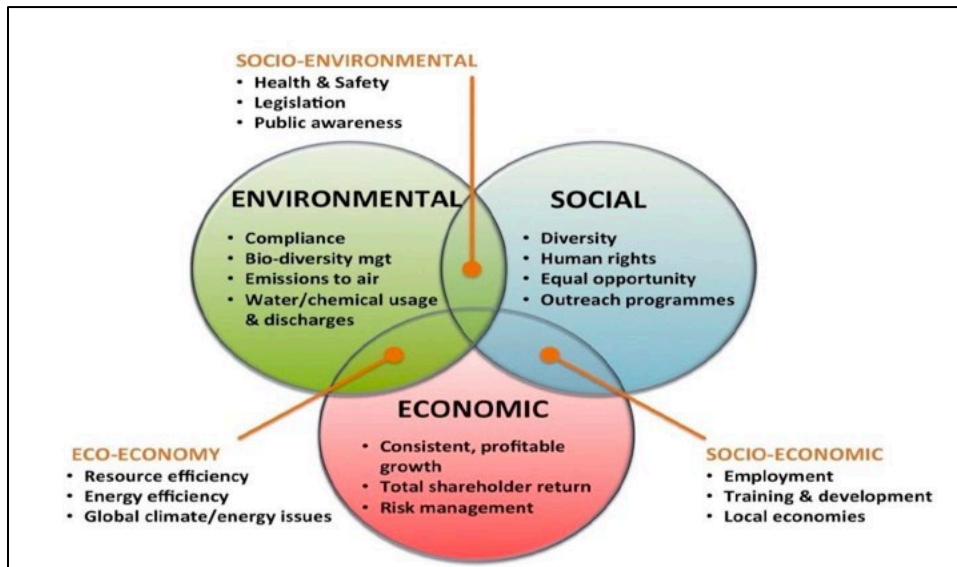 SOCIO-ENVIRONMENTAL
• Health & Safety
• Legislation
• Public awareness
ENVIRONMENTAL
• Compliance
• Bio-diversity mgt
• Emissions to air
• Water/chemical usage
& discharges
SOCIAL
• Diversity
• Human rights
• Equal opportunity
• Outreach programmes
ECONOMIC
• Consistent, profitable
growth
• Total shareholder return
• Risk management
ECO-ECONOMY
• Resource efficiency
• Energy efficiency
• Global climate/energy issues
SOCIO-ECONOMIC
• Employment
• Training & development
• Local economies